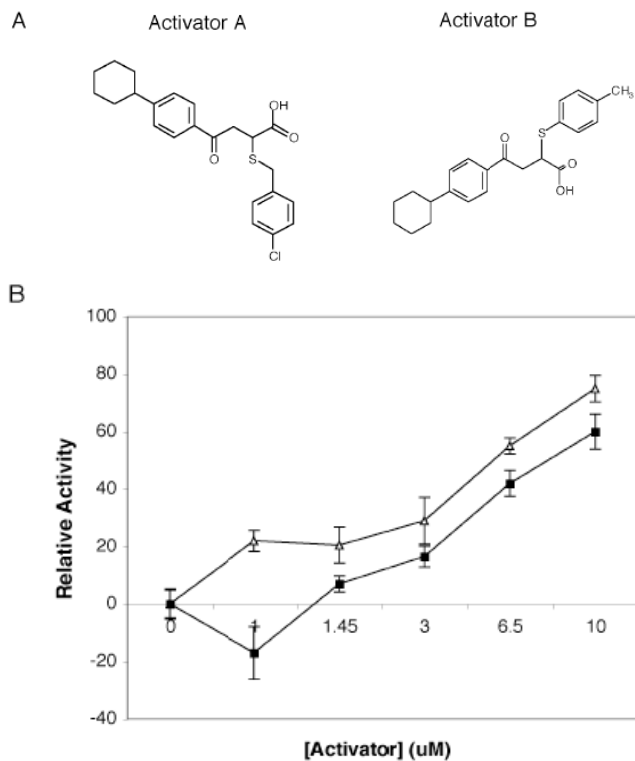 A
Activator A
Activator B
OH
O
O
S
Cl
CH₃
S
O
O
OH
B
100
80
60
40
20
0
-20
-40
Relative Activity
0
1
1.45
3
6.5
10
[Activator] (uM)